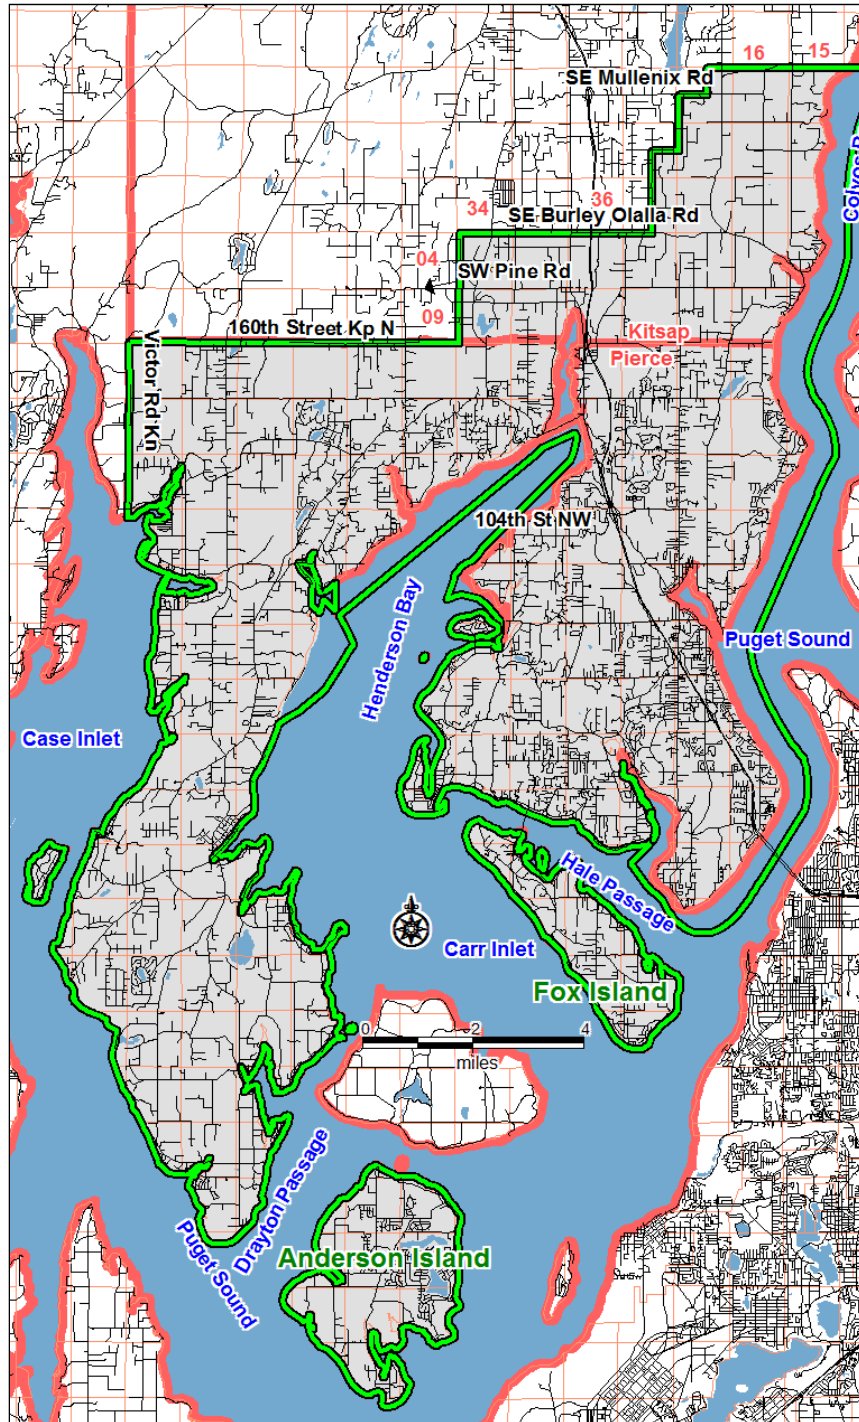 16
15
SE Mullenix Rd
36
34
SE Burley Olalla Rd
04
SW Pine Rd
09
160th Street Kp N
Kitsap
Pierce
Victor Rd Kn
104th St NW
Henderson Bay
Puget Sound
Case Inlet
Hale Passage
Carr Inlet
Fox Island
0
2
4
miles
Drayton Passage
Puget Sound
Anderson Island